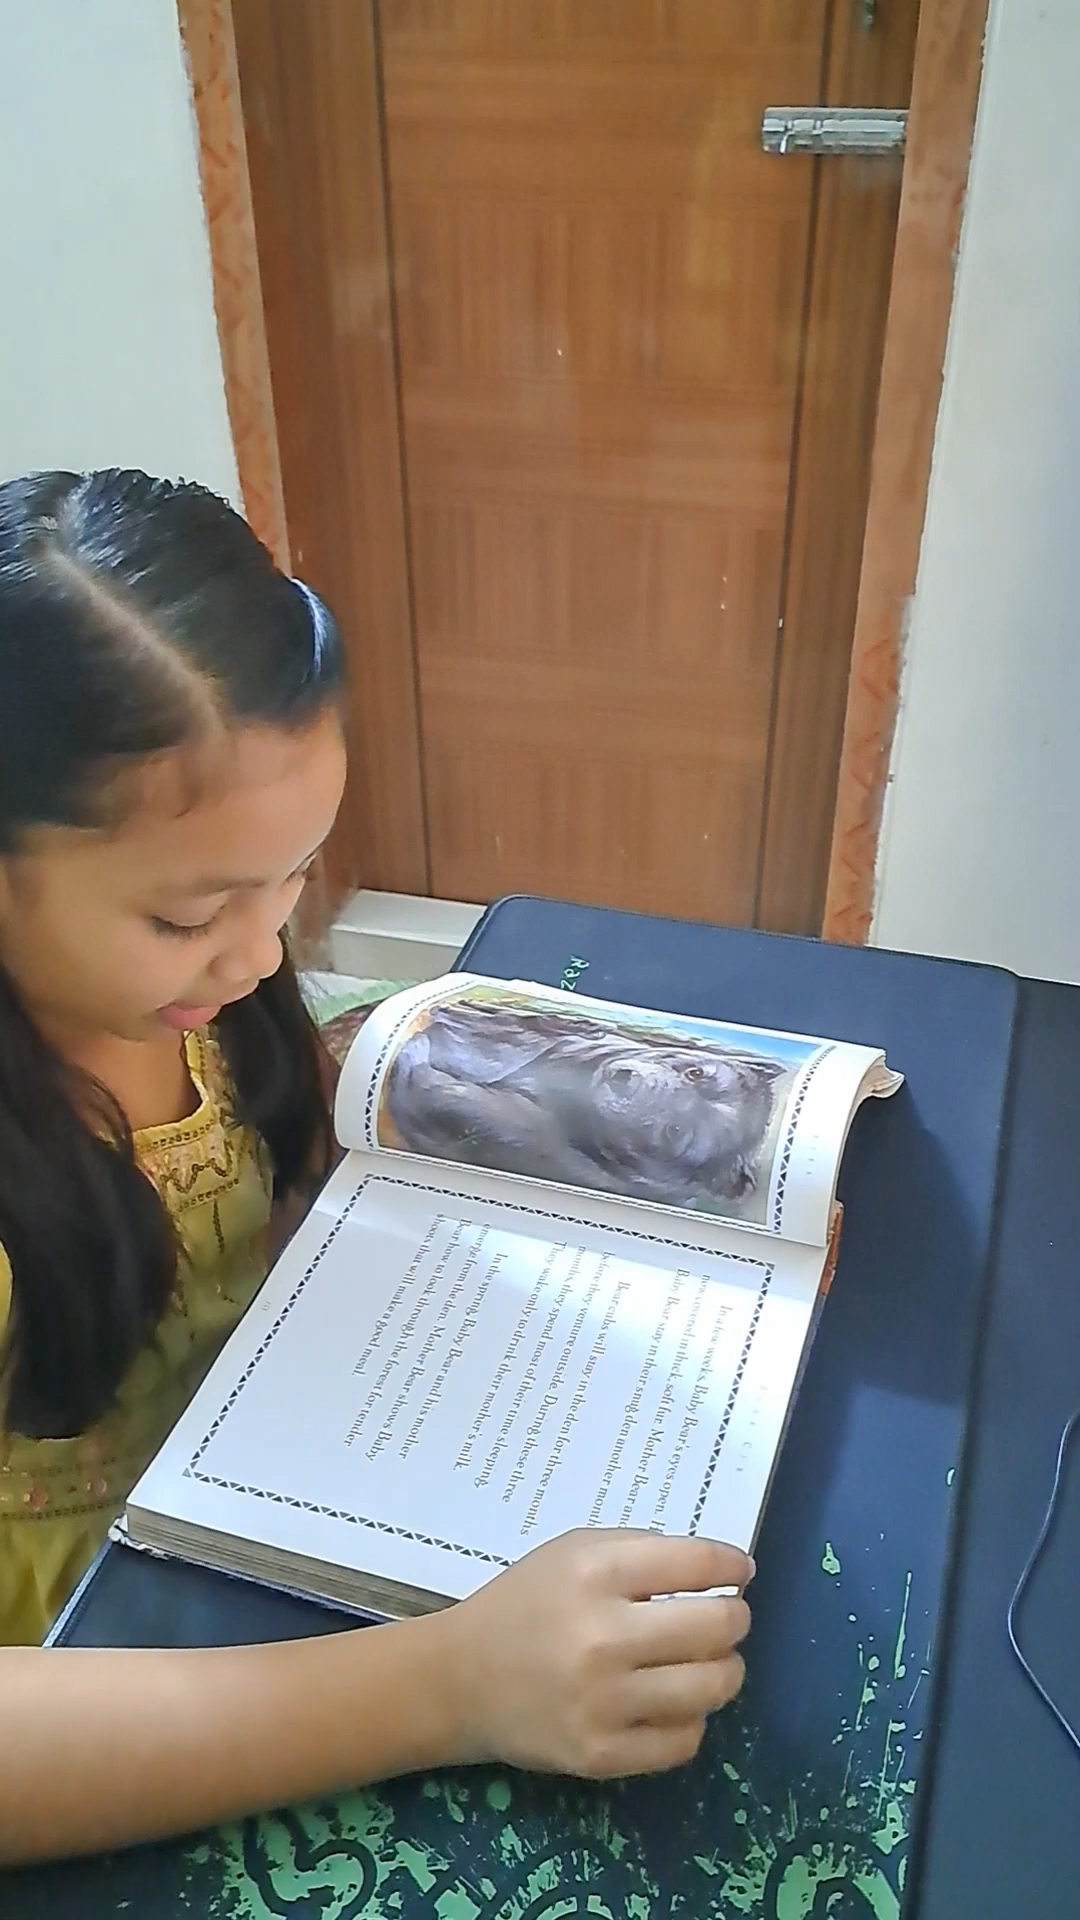 Raz
In a few weeks, Baby Bear's eyes open. H
now covered in thick, soft fur. Mother Bear and
Baby Bear stay in their snug den another month
Bear cubs will stay in the den for three months
before they venture outside. During these three
months, they spend most of their time sleeping.
They wake only to drink their mother's milk.
In the spring, Baby Bear and his mother
emerge from the den. Mother Bear shows Baby
Bear how to look through the forest for tender
shoots that will make a good meal.